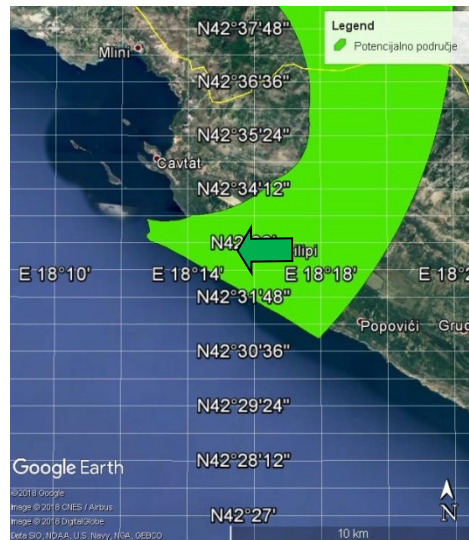 N42°37'48"
Legend
Potencijalno područje
Mlini
N42°36'36"
N42°35'24"
Cavtat
N42°34'12"
ilipi
E 18°10'
E 18°14'
E 18°18'
N42°31'48"
Popovići
N42°30'36"
N42°29'24"
N42°28'12"
Google Earth
©2018 Google
Image © 2018 CNES / Airbus
Image © 2018 DigitalGlobe
N42°27'
N
Data SIO, NOAA, U.S. Navy, NGA, GEBCO
10 km